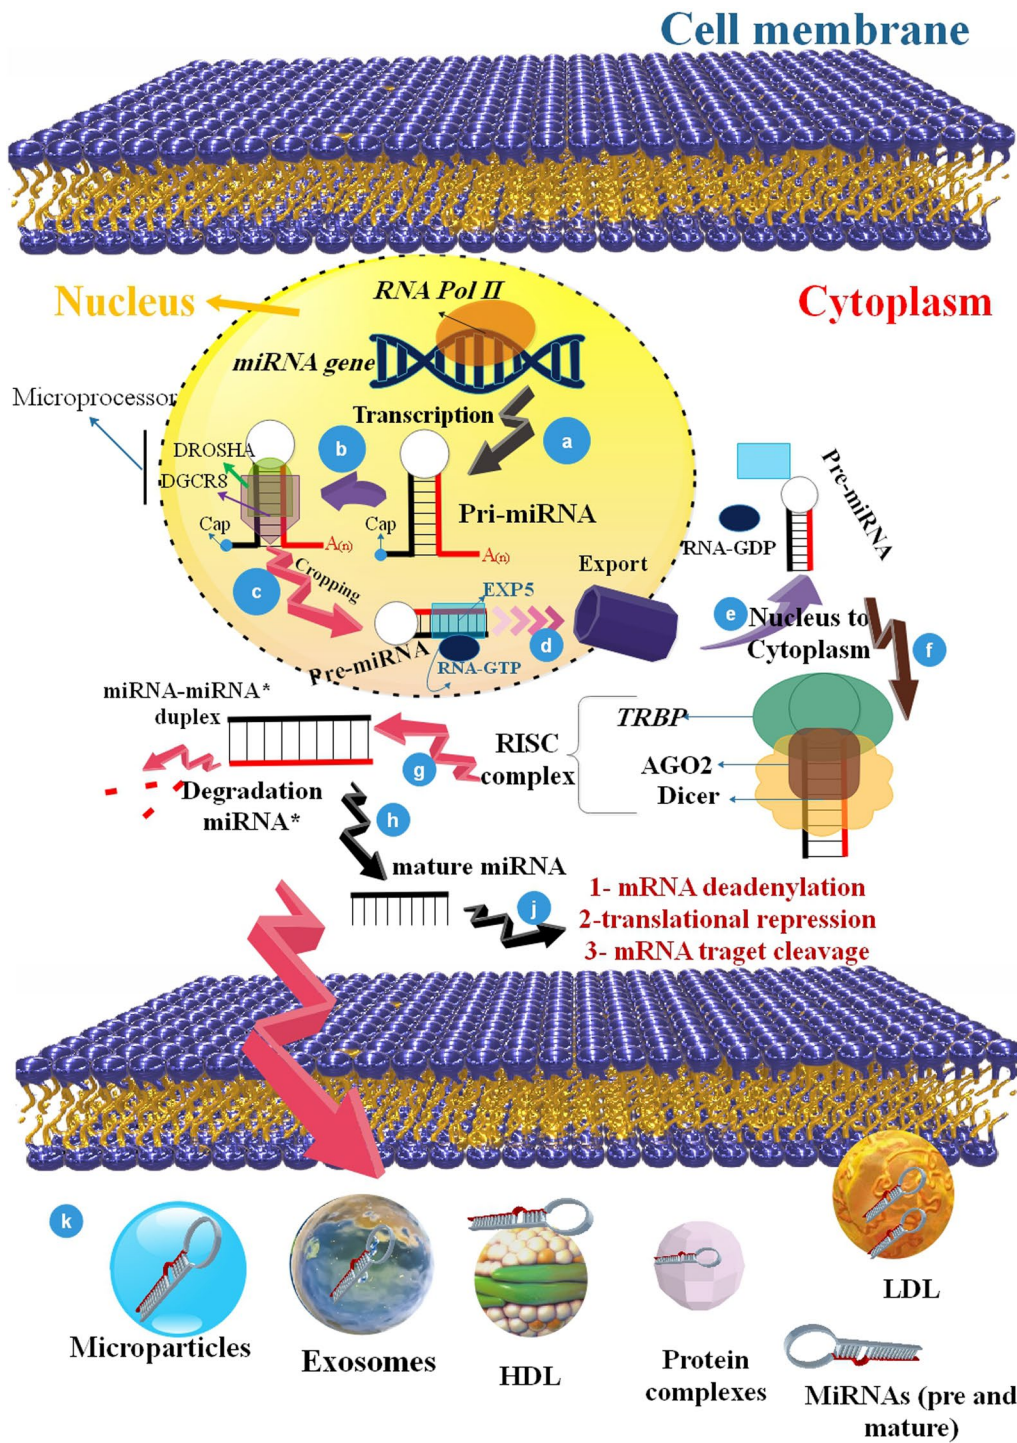 Cell membrane
Nucleus
RNA Pol II
Cytoplasm
miRNA gene
Microprocessor
Transcription
a
b
DROSHA
DGCR8
Cap
A(n)
Cap
Pri-miRNA
A(n)
Pre-miRNA
RNA-GDP
Export
c
Cropping
EXP5
d
Pre-miRNA
RNA-GTP
e
Nucleus to
Cytoplasm
f
miRNA-miRNA*
duplex
g
RISC
complex
TRBP
AGO2
Dicer
Degradation
miRNA*
h
mature miRNA
j
1- mRNA deadenylation
2-translational repression
3- mRNA traget cleavage
k
Microparticles
Exosomes
HDL
Protein
complexes
LDL
MiRNAs (pre and
mature)